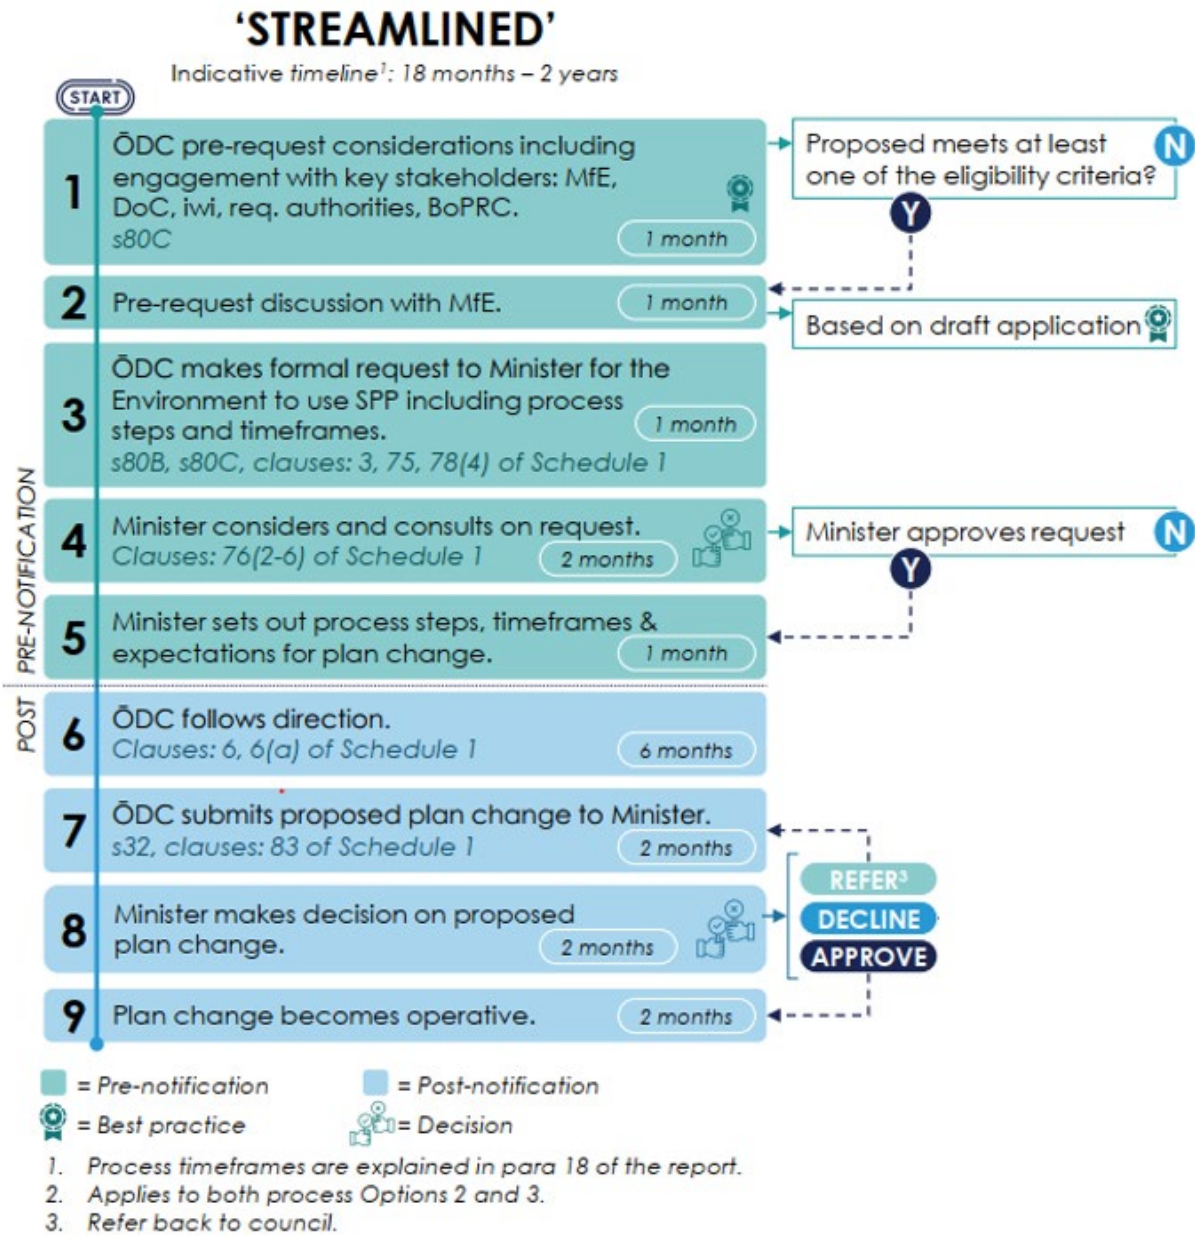 ‘STREAMLINED’
Indicative timeline¹: 18 months – 2 years
START
PRE-NOTIFICATION
1
ŌDC pre-request considerations including
engagement with key stakeholders: MfE,
DoC, iwi, req. authorities, BoPRC.
s80C
1 month
Proposed meets at least
one of the eligibility criteria?
N
Y
2
Pre-request discussion with MfE.
1 month
Based on draft application
3
ŌDC makes formal request to Minister for the
Environment to use SPP including process
steps and timeframes.
1 month
s80B, s80C, clauses: 3, 75, 78(4) of Schedule 1
4
Minister considers and consults on request.
Clauses: 76(2-6) of Schedule 1
2 months
Minister approves request
N
Y
5
Minister sets out process steps, timeframes &
expectations for plan change.
1 month
POST
6
ŌDC follows direction.
Clauses: 6, 6(a) of Schedule 1
6 months
7
ŌDC submits proposed plan change to Minister.
s32, clauses: 83 of Schedule 1
2 months
8
Minister makes decision on proposed
plan change.
2 months
REFER³
DECLINE
APPROVE
9
Plan change becomes operative.
2 months
= Pre-notification
= Post-notification
= Best practice
= Decision
1. Process timeframes are explained in para 18 of the report.
2. Applies to both process Options 2 and 3.
3. Refer back to council.